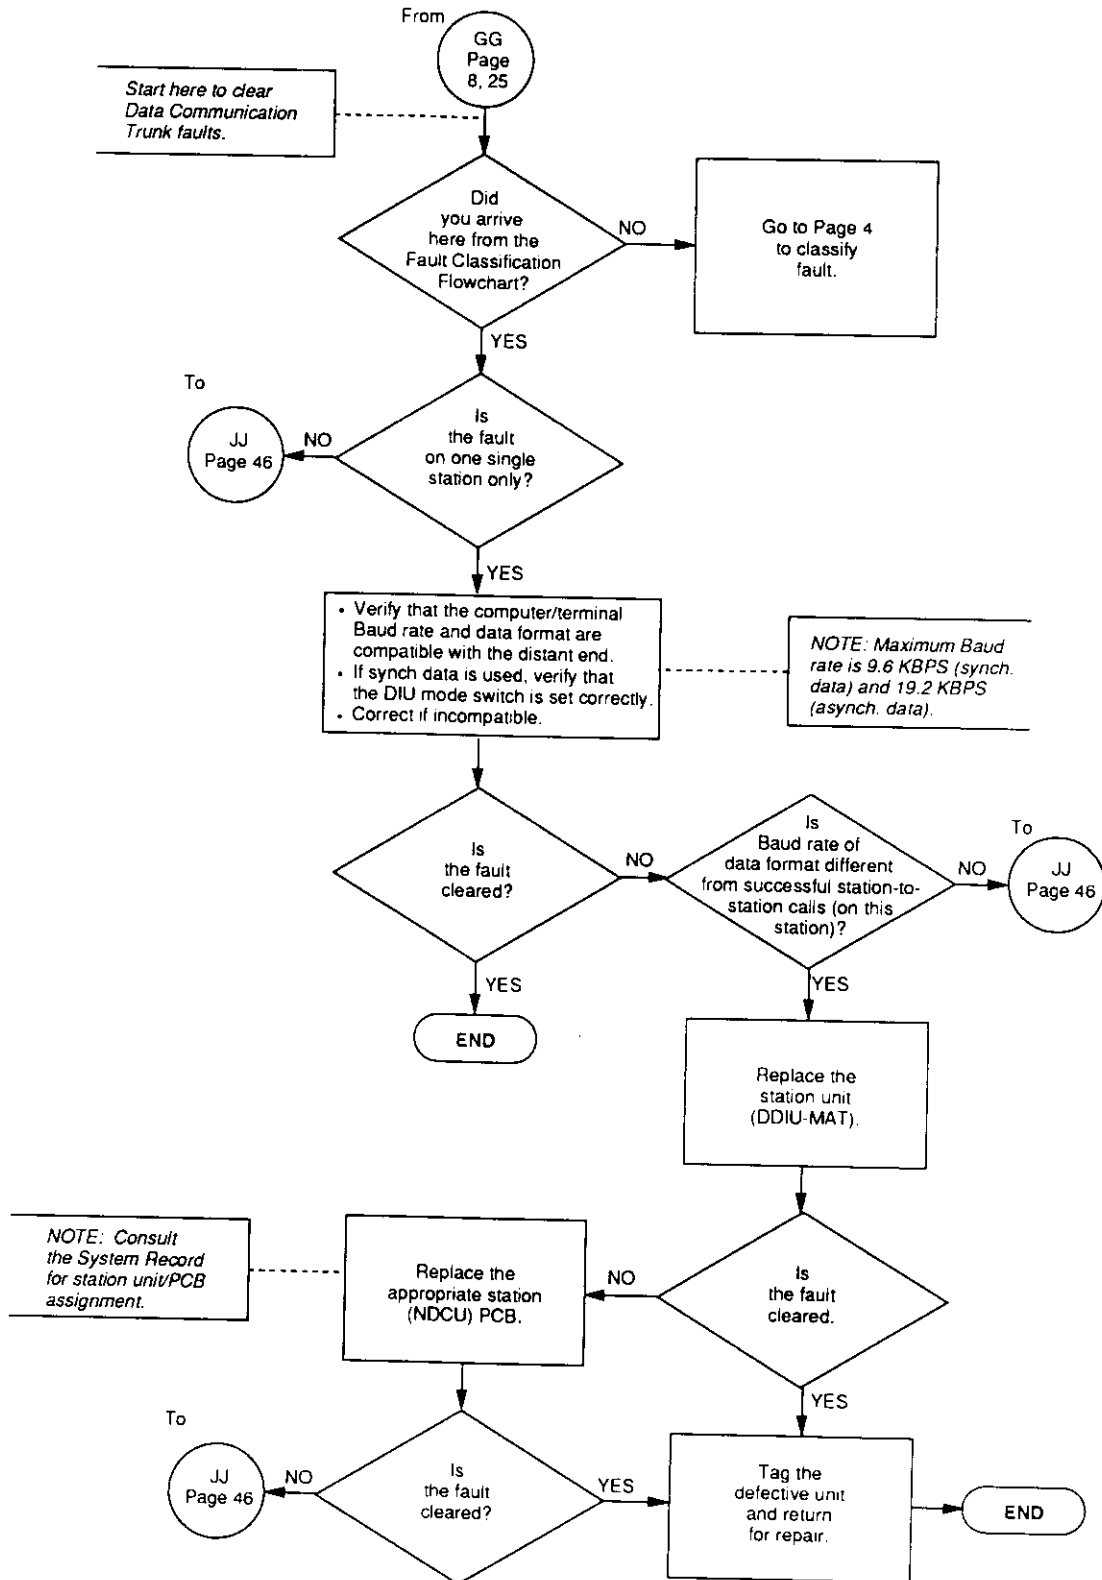 From
GG
Page
8, 25
Start here to clear
Data Communication
Trunk faults.
Did
you arrive
here from the
Fault Classification
Flowchart?
NO
Go to Page 4
to classify
fault.
YES
To
JJ
Page 46
NO
Is
the fault
on one single
station only?
YES
• Verify that the computer/terminal
Baud rate and data format are
compatible with the distant end.
• If synch data is used, verify that
the DIU mode switch is set correctly.
• Correct if incompatible.
NOTE: Maximum Baud
rate is 9.6 KBPS (synch.
data) and 19.2 KBPS
(asynch. data).
Is
the fault
cleared?
NO
Is
Baud rate of
data format different
from successful station-to-
station calls (on this
station)?
NO
To
JJ
Page 46
YES
END
YES
Replace the
station unit
(DDIU-MAT).
NOTE: Consult
the System Record
for station unit/PCB
assignment.
Replace the
appropriate station
(NDCU) PCB.
NO
Is
the fault
cleared.
YES
To
JJ
Page 46
NO
Is
the fault
cleared?
YES
Tag the
defective unit
and return
for repair.
END